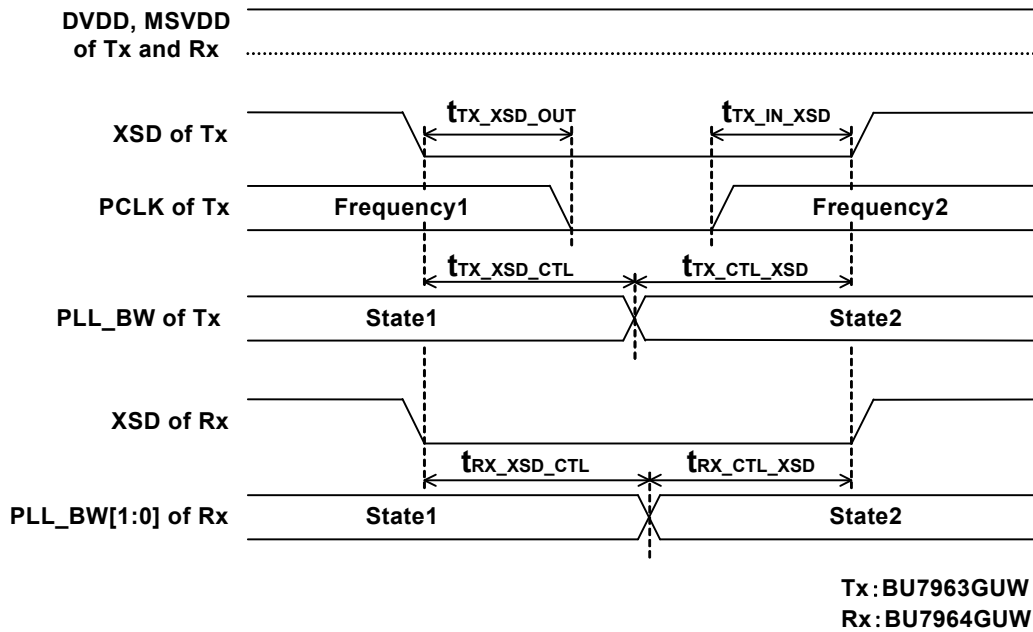 DVDD, MSVDD
of Tx and Rx
XSD of Tx
tTX_XSD_OUT
tTX_IN_XSD
PCLK of Tx
Frequency1
Frequency2
tTX_XSD_CTL
tTX_CTL_XSD
PLL_BW of Tx
State1
State2
XSD of Rx
tRX_XSD_CTL
tRX_CTL_XSD
PLL_BW[1:0] of Rx
State1
State2
Tx:BU7963GUW
Rx:BU7964GUW